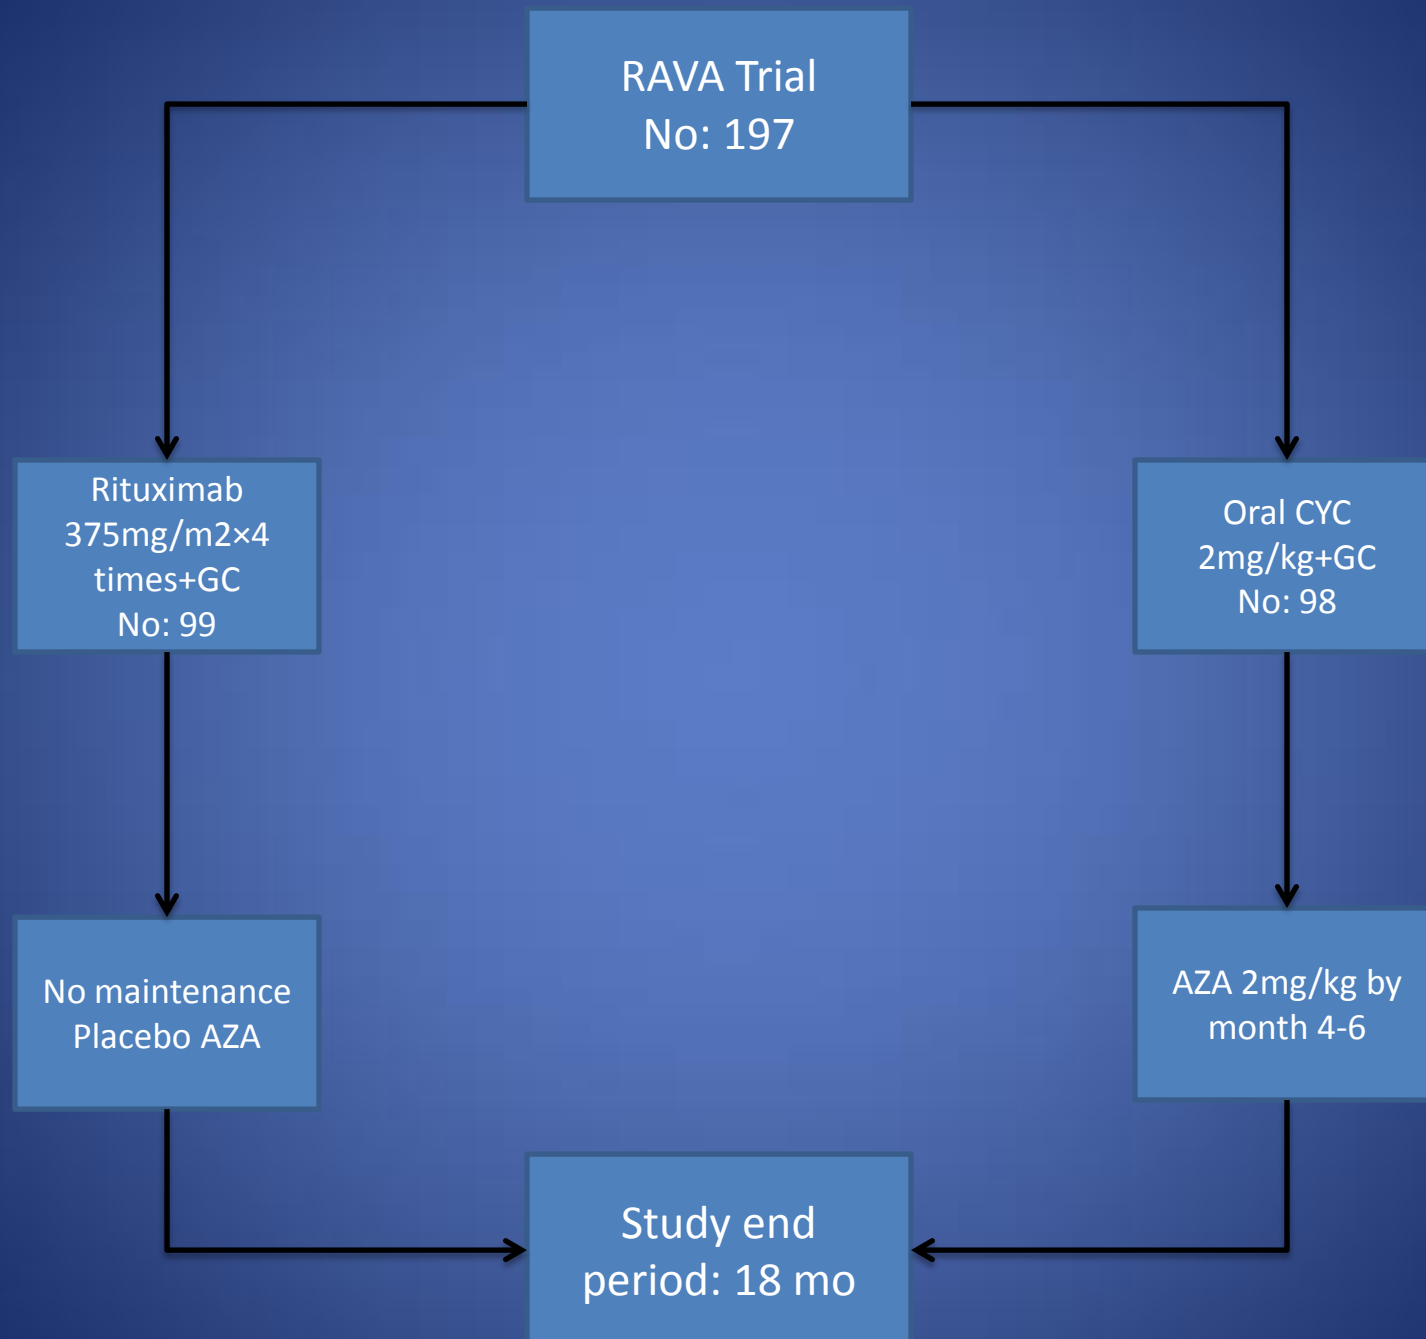 RAVA Trial
No: 197
Rituximab
375mg/m2×4
times+GC
No: 99
Oral CYC
2mg/kg+GC
No: 98
No maintenance
Placebo AZA
AZA 2mg/kg by
month 4-6
Study end
period: 18 mo